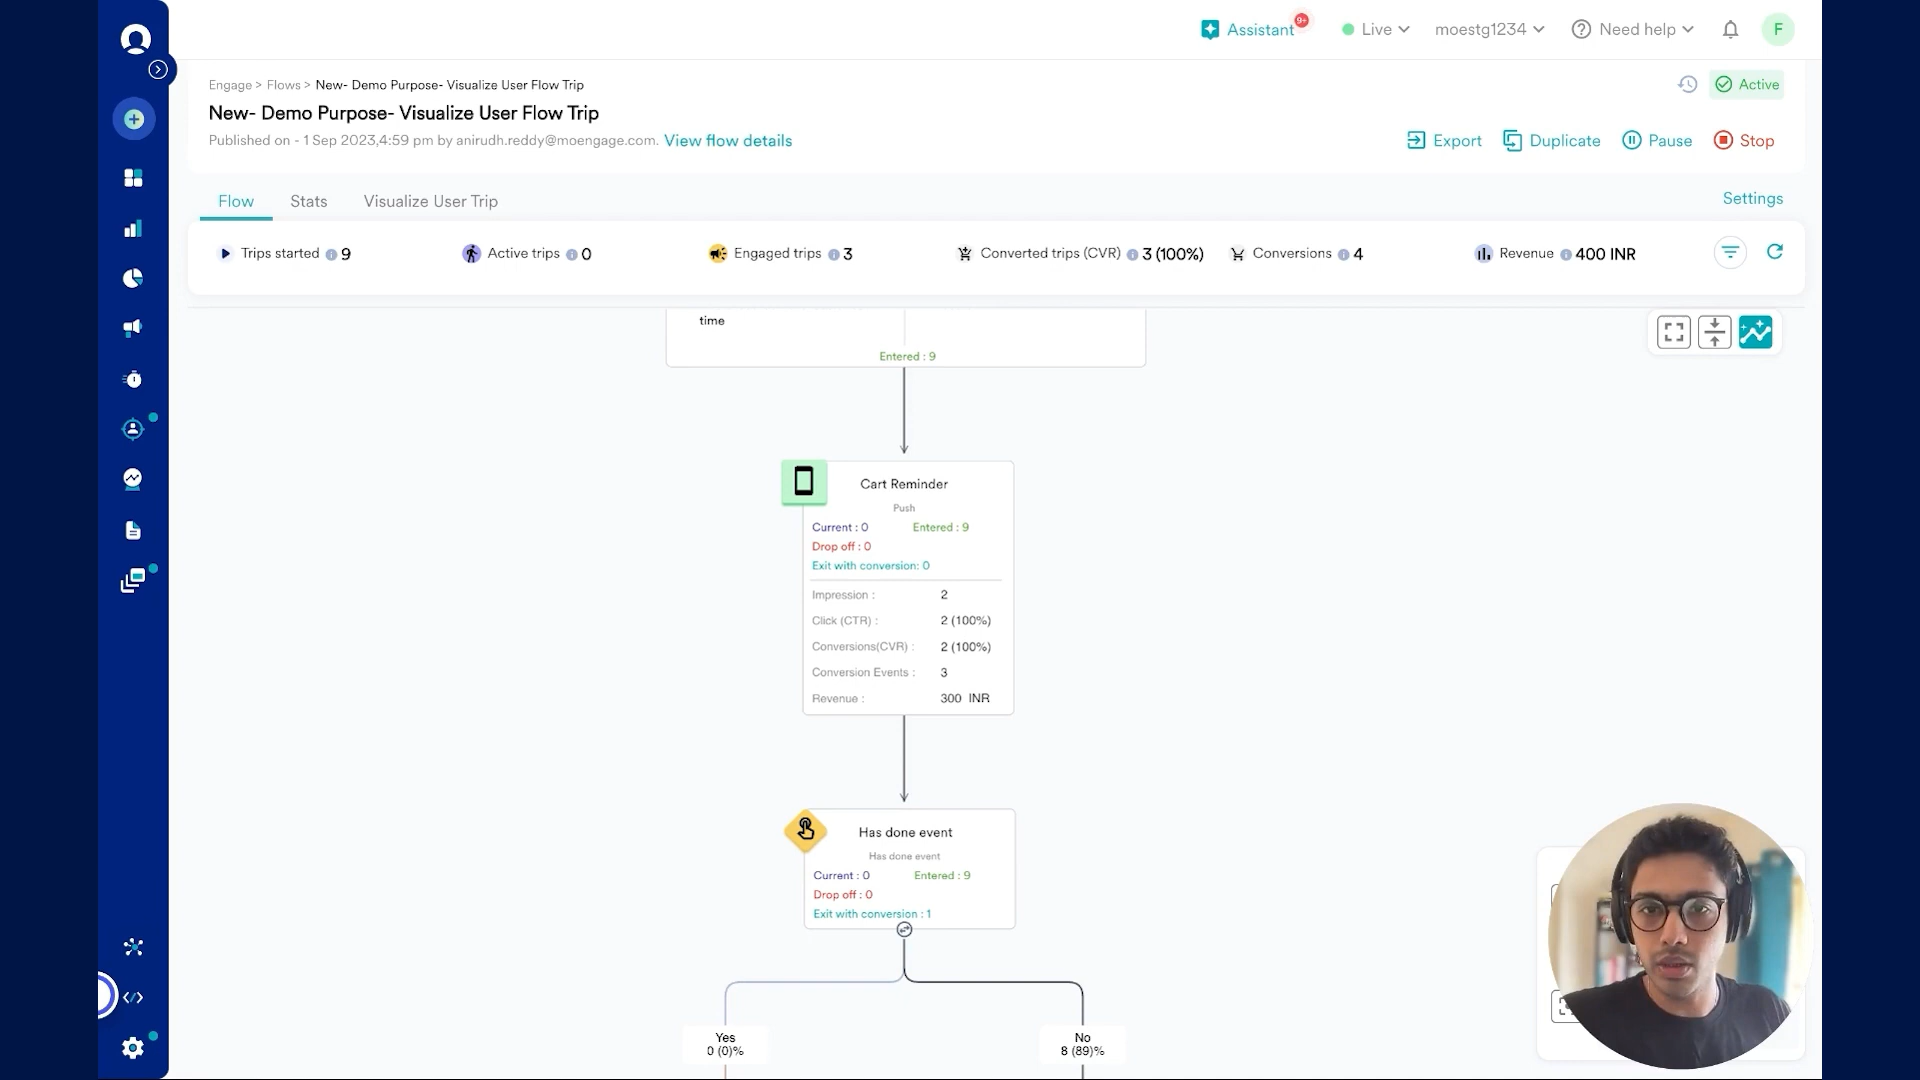 Assistant 9+
Live
moestg1234
Need help
F
Engage > Flows > New- Demo Purpose- Visualize User Flow Trip
Active
New- Demo Purpose- Visualize User Flow Trip
Published on - 1 Sep 2023,4:59 pm by anirudh.reddy@moengage.com. View flow details
Export
Duplicate
Pause
Stop
Flow
Stats
Visualize User Trip
Settings
Trips started 9
Active trips 0
Engaged trips 3
Converted trips (CVR) 3 (100%)
Conversions 4
Revenue 400 INR
time
Entered : 9
Cart Reminder
Push
Current : 0 Entered : 9
Drop off : 0
Exit with conversion: 0
Impression : 2
Click (CTR) : 2 (100%)
Conversions(CVR) : 2 (100%)
Conversion Events : 3
Revenue : 300 INR
Has done event
Has done event
Current : 0 Entered : 9
Drop off : 0
Exit with conversion : 1
Yes
0 (0)%
No
8 (89)%